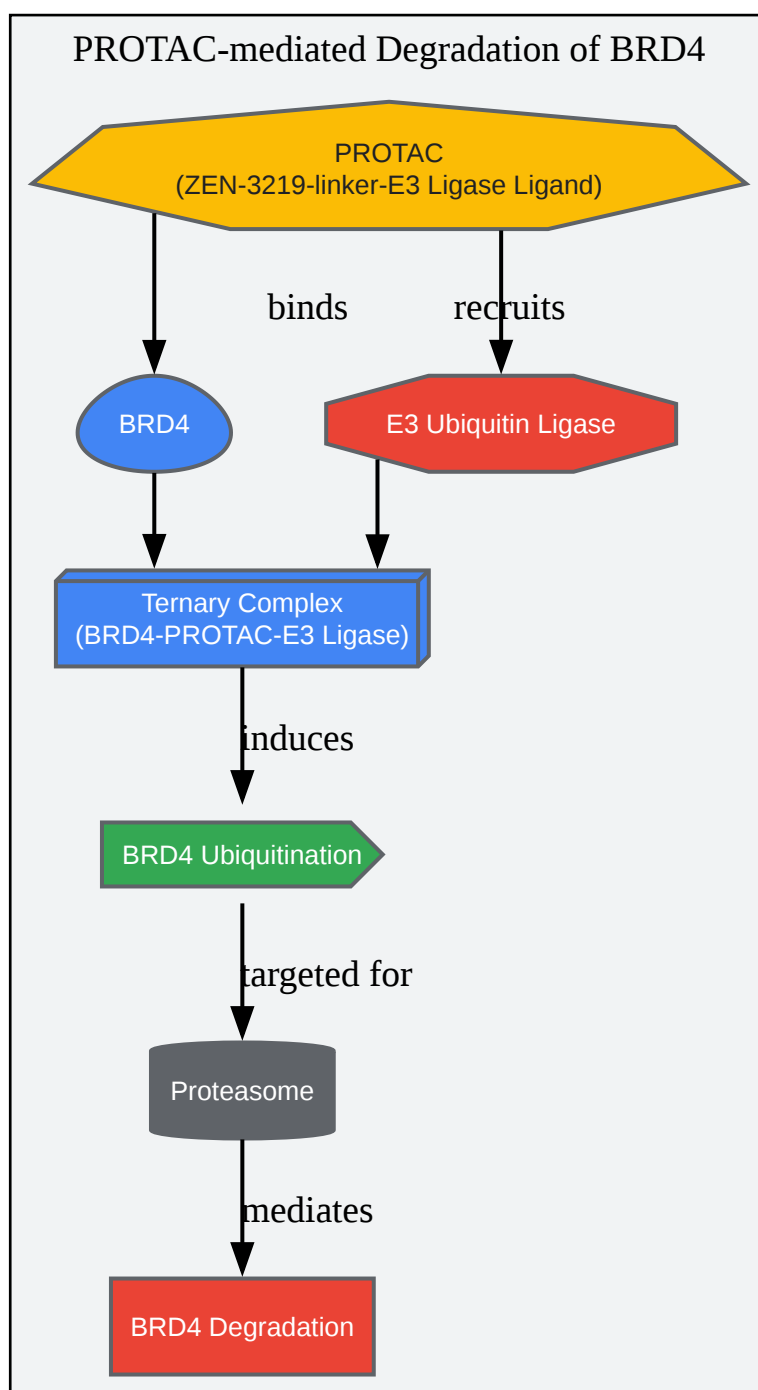 PROTAC-mediated Degradation of BRD4
PROTAC
(ZEN-3219-linker-E3 Ligase Ligand)
binds
recruits
BRD4
E3 Ubiquitin Ligase
Ternary Complex
(BRD4-PROTAC-E3 Ligase)
induces
BRD4 Ubiquitination
targeted for
Proteasome
mediates
BRD4 Degradation